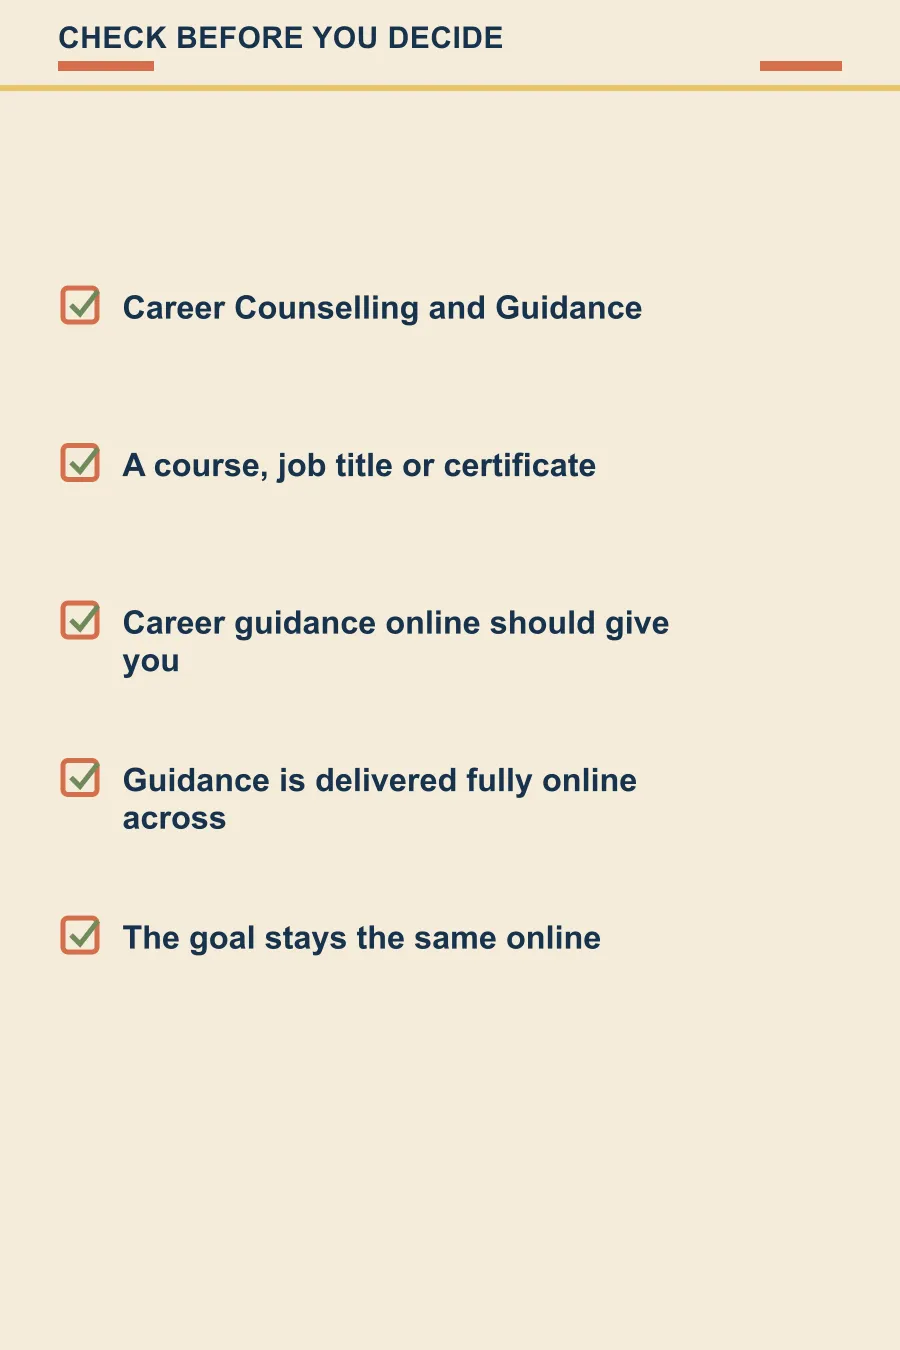 CHECK BEFORE YOU DECIDE
Career Counselling and Guidance
A course, job title or certificate
Career guidance online should give
you
Guidance is delivered fully online
across
The goal stays the same online